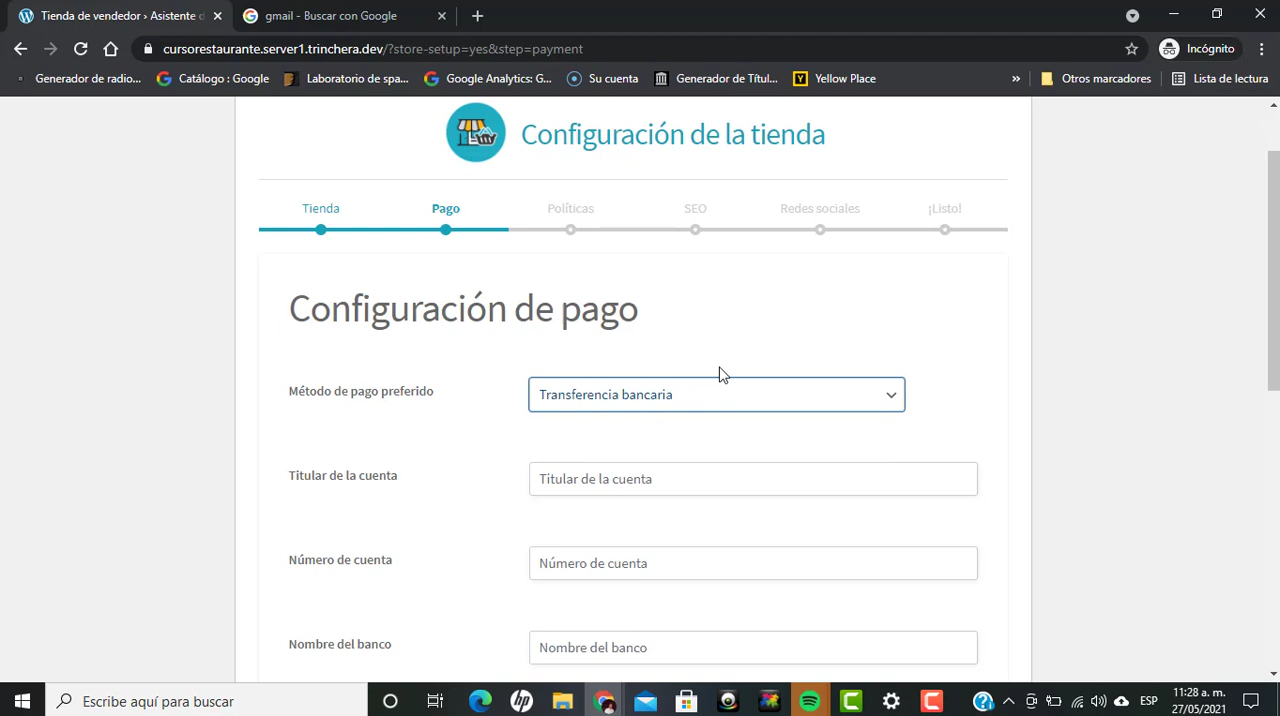 Tienda de vendedor › Asistente d
gmail - Buscar con Google
cursorestaurante.server1.trinchera.dev/?store-setup=yes&step=payment
Incógnito
Generador de radio...
Catálogo : Google
Laboratorio de spa...
Google Analytics: G...
Su cuenta
Generador de Títul...
Yellow Place
»
Otros marcadores
Lista de lectura
Configuración de la tienda
Tienda
Pago
Políticas
SEO
Redes sociales
¡Listo!
Configuración de pago
Método de pago preferido
Transferencia bancaria
Titular de la cuenta
Titular de la cuenta
Número de cuenta
Número de cuenta
Nombre del banco
Nombre del banco
Escribe aquí para buscar
ESP
11:28 a. m.
27/05/2021